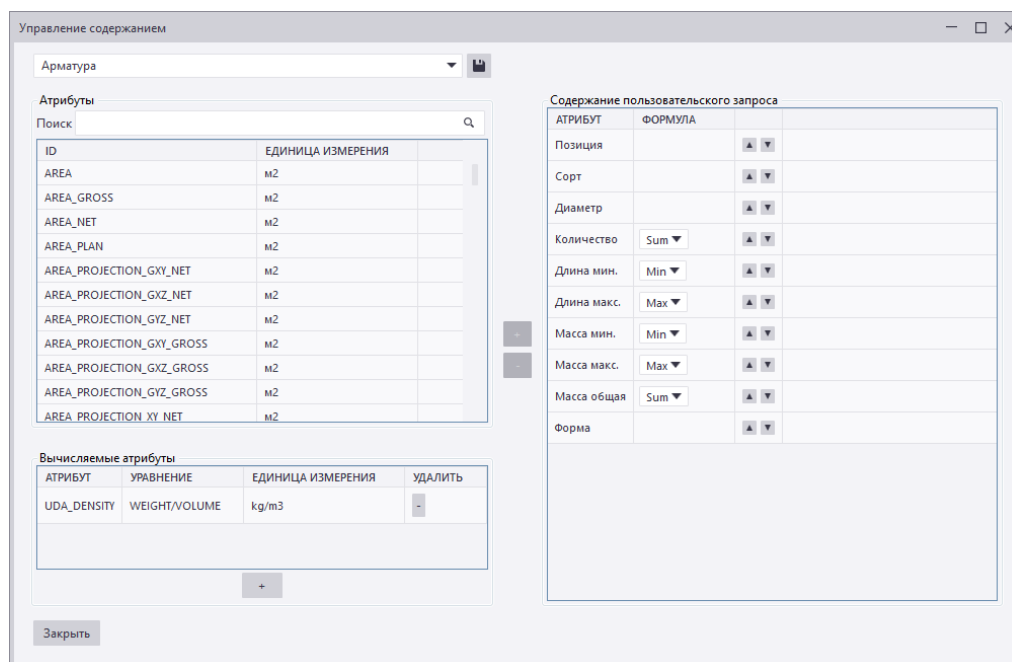 Управление содержанием
Арматура
Атрибуты
Поиск
ID ЕДИНИЦА ИЗМЕРЕНИЯ
AREA м2
AREA_GROSS м2
AREA_NET м2
AREA_PLAN м2
AREA_PROJECTION_GXY_NET м2
AREA_PROJECTION_GXZ_NET м2
AREA_PROJECTION_GYZ_NET м2
AREA_PROJECTION_GXY_GROSS м2
AREA_PROJECTION_GXZ_GROSS м2
AREA_PROJECTION_GYZ_GROSS м2
AREA_PROJECTION_XY_NET м2
Вычисляемые атрибуты
АТРИБУТ УРАВНЕНИЕ ЕДИНИЦА ИЗМЕРЕНИЯ УДАЛИТЬ
UDA_DENSITY WEIGHT/VOLUME kg/m3 -
+
Закрыть
+
-
Содержание пользовательского запроса
АТРИБУТ ФОРМУЛА
Позиция
Сорт
Диаметр
Количество Sum
Длина мин. Min
Длина макс. Max
Масса мин. Min
Масса макс. Max
Масса общая Sum
Форма